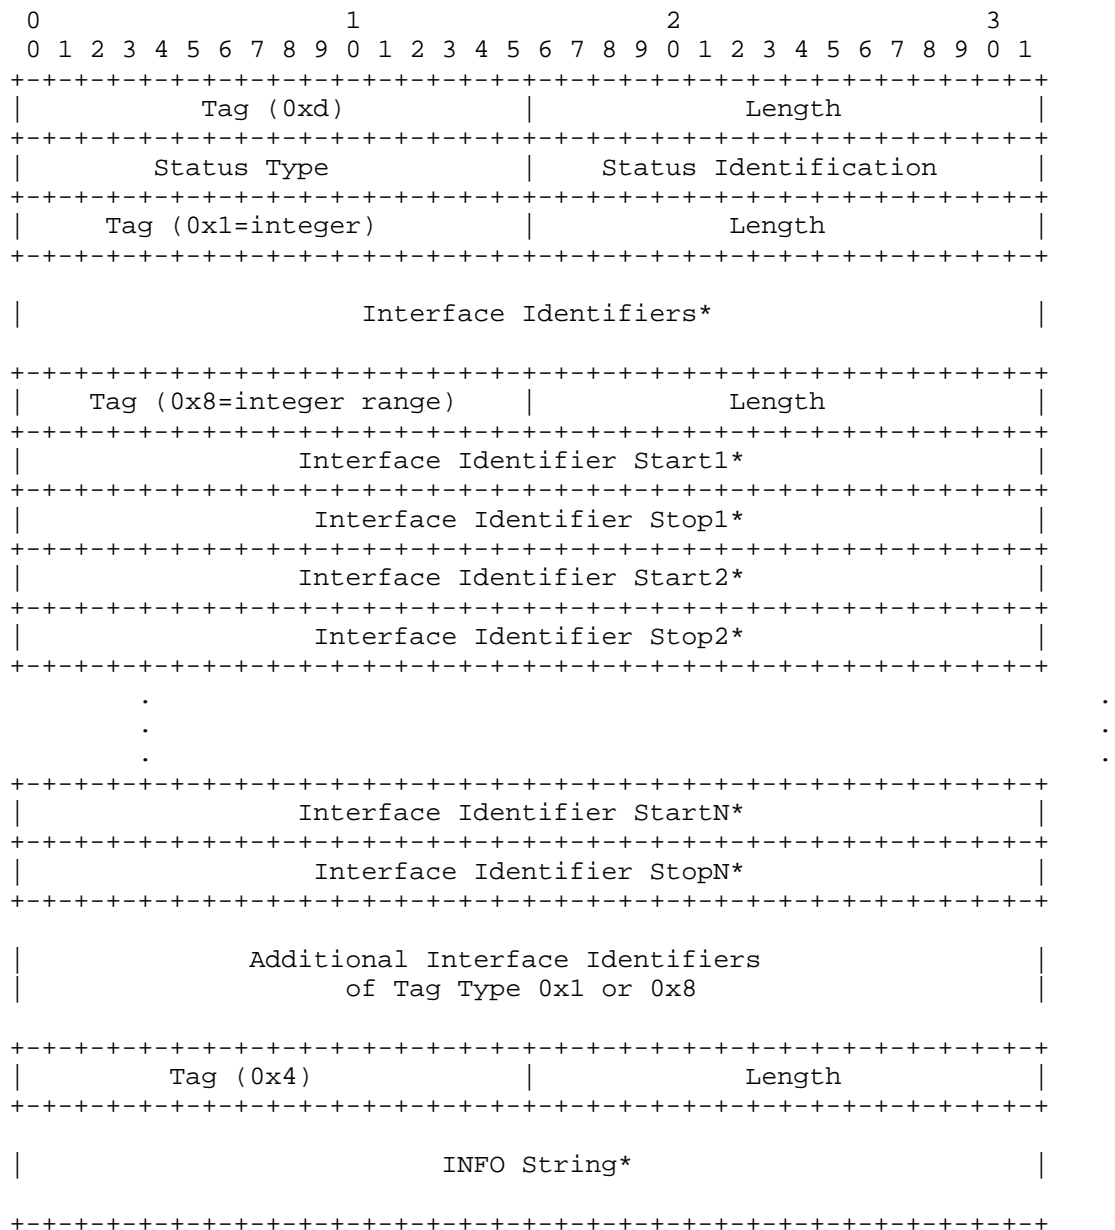 0                   1                   2                   3
 0 1 2 3 4 5 6 7 8 9 0 1 2 3 4 5 6 7 8 9 0 1 2 3 4 5 6 7 8 9 0 1
+-+-+-+-+-+-+-+-+-+-+-+-+-+-+-+-+-+-+-+-+-+-+-+-+-+-+-+-+-+-+-+-+
|           Tag (0xd)           |             Length            |
+-+-+-+-+-+-+-+-+-+-+-+-+-+-+-+-+-+-+-+-+-+-+-+-+-+-+-+-+-+-+-+-+
|        Status Type            |    Status Identification      |
+-+-+-+-+-+-+-+-+-+-+-+-+-+-+-+-+-+-+-+-+-+-+-+-+-+-+-+-+-+-+-+-+
|     Tag (0x1=integer)         |            Length             |
+-+-+-+-+-+-+-+-+-+-+-+-+-+-+-+-+-+-+-+-+-+-+-+-+-+-+-+-+-+-+-+-+
|                     Interface Identifiers*                    |
+-+-+-+-+-+-+-+-+-+-+-+-+-+-+-+-+-+-+-+-+-+-+-+-+-+-+-+-+-+-+-+-+
|    Tag (0x8=integer range)    |            Length             |
+-+-+-+-+-+-+-+-+-+-+-+-+-+-+-+-+-+-+-+-+-+-+-+-+-+-+-+-+-+-+-+-+
|                 Interface Identifier Start1*                  |
+-+-+-+-+-+-+-+-+-+-+-+-+-+-+-+-+-+-+-+-+-+-+-+-+-+-+-+-+-+-+-+-+
|                  Interface Identifier Stop1*                  |
+-+-+-+-+-+-+-+-+-+-+-+-+-+-+-+-+-+-+-+-+-+-+-+-+-+-+-+-+-+-+-+-+
|                 Interface Identifier Start2*                  |
+-+-+-+-+-+-+-+-+-+-+-+-+-+-+-+-+-+-+-+-+-+-+-+-+-+-+-+-+-+-+-+-+
|                  Interface Identifier Stop2*                  |
+-+-+-+-+-+-+-+-+-+-+-+-+-+-+-+-+-+-+-+-+-+-+-+-+-+-+-+-+-+-+-+-+
        .                                                           .
        .                                                           .
        .                                                           .
+-+-+-+-+-+-+-+-+-+-+-+-+-+-+-+-+-+-+-+-+-+-+-+-+-+-+-+-+-+-+-+-+
|                 Interface Identifier StartN*                  |
+-+-+-+-+-+-+-+-+-+-+-+-+-+-+-+-+-+-+-+-+-+-+-+-+-+-+-+-+-+-+-+-+
|                  Interface Identifier StopN*                  |
+-+-+-+-+-+-+-+-+-+-+-+-+-+-+-+-+-+-+-+-+-+-+-+-+-+-+-+-+-+-+-+-+
|              Additional Interface Identifiers                 |
|                    of Tag Type 0x1 or 0x8                     |
+-+-+-+-+-+-+-+-+-+-+-+-+-+-+-+-+-+-+-+-+-+-+-+-+-+-+-+-+-+-+-+-+
|         Tag (0x4)             |             Length            |
+-+-+-+-+-+-+-+-+-+-+-+-+-+-+-+-+-+-+-+-+-+-+-+-+-+-+-+-+-+-+-+-+
|                          INFO String*                         |
+-+-+-+-+-+-+-+-+-+-+-+-+-+-+-+-+-+-+-+-+-+-+-+-+-+-+-+-+-+-+-+-+